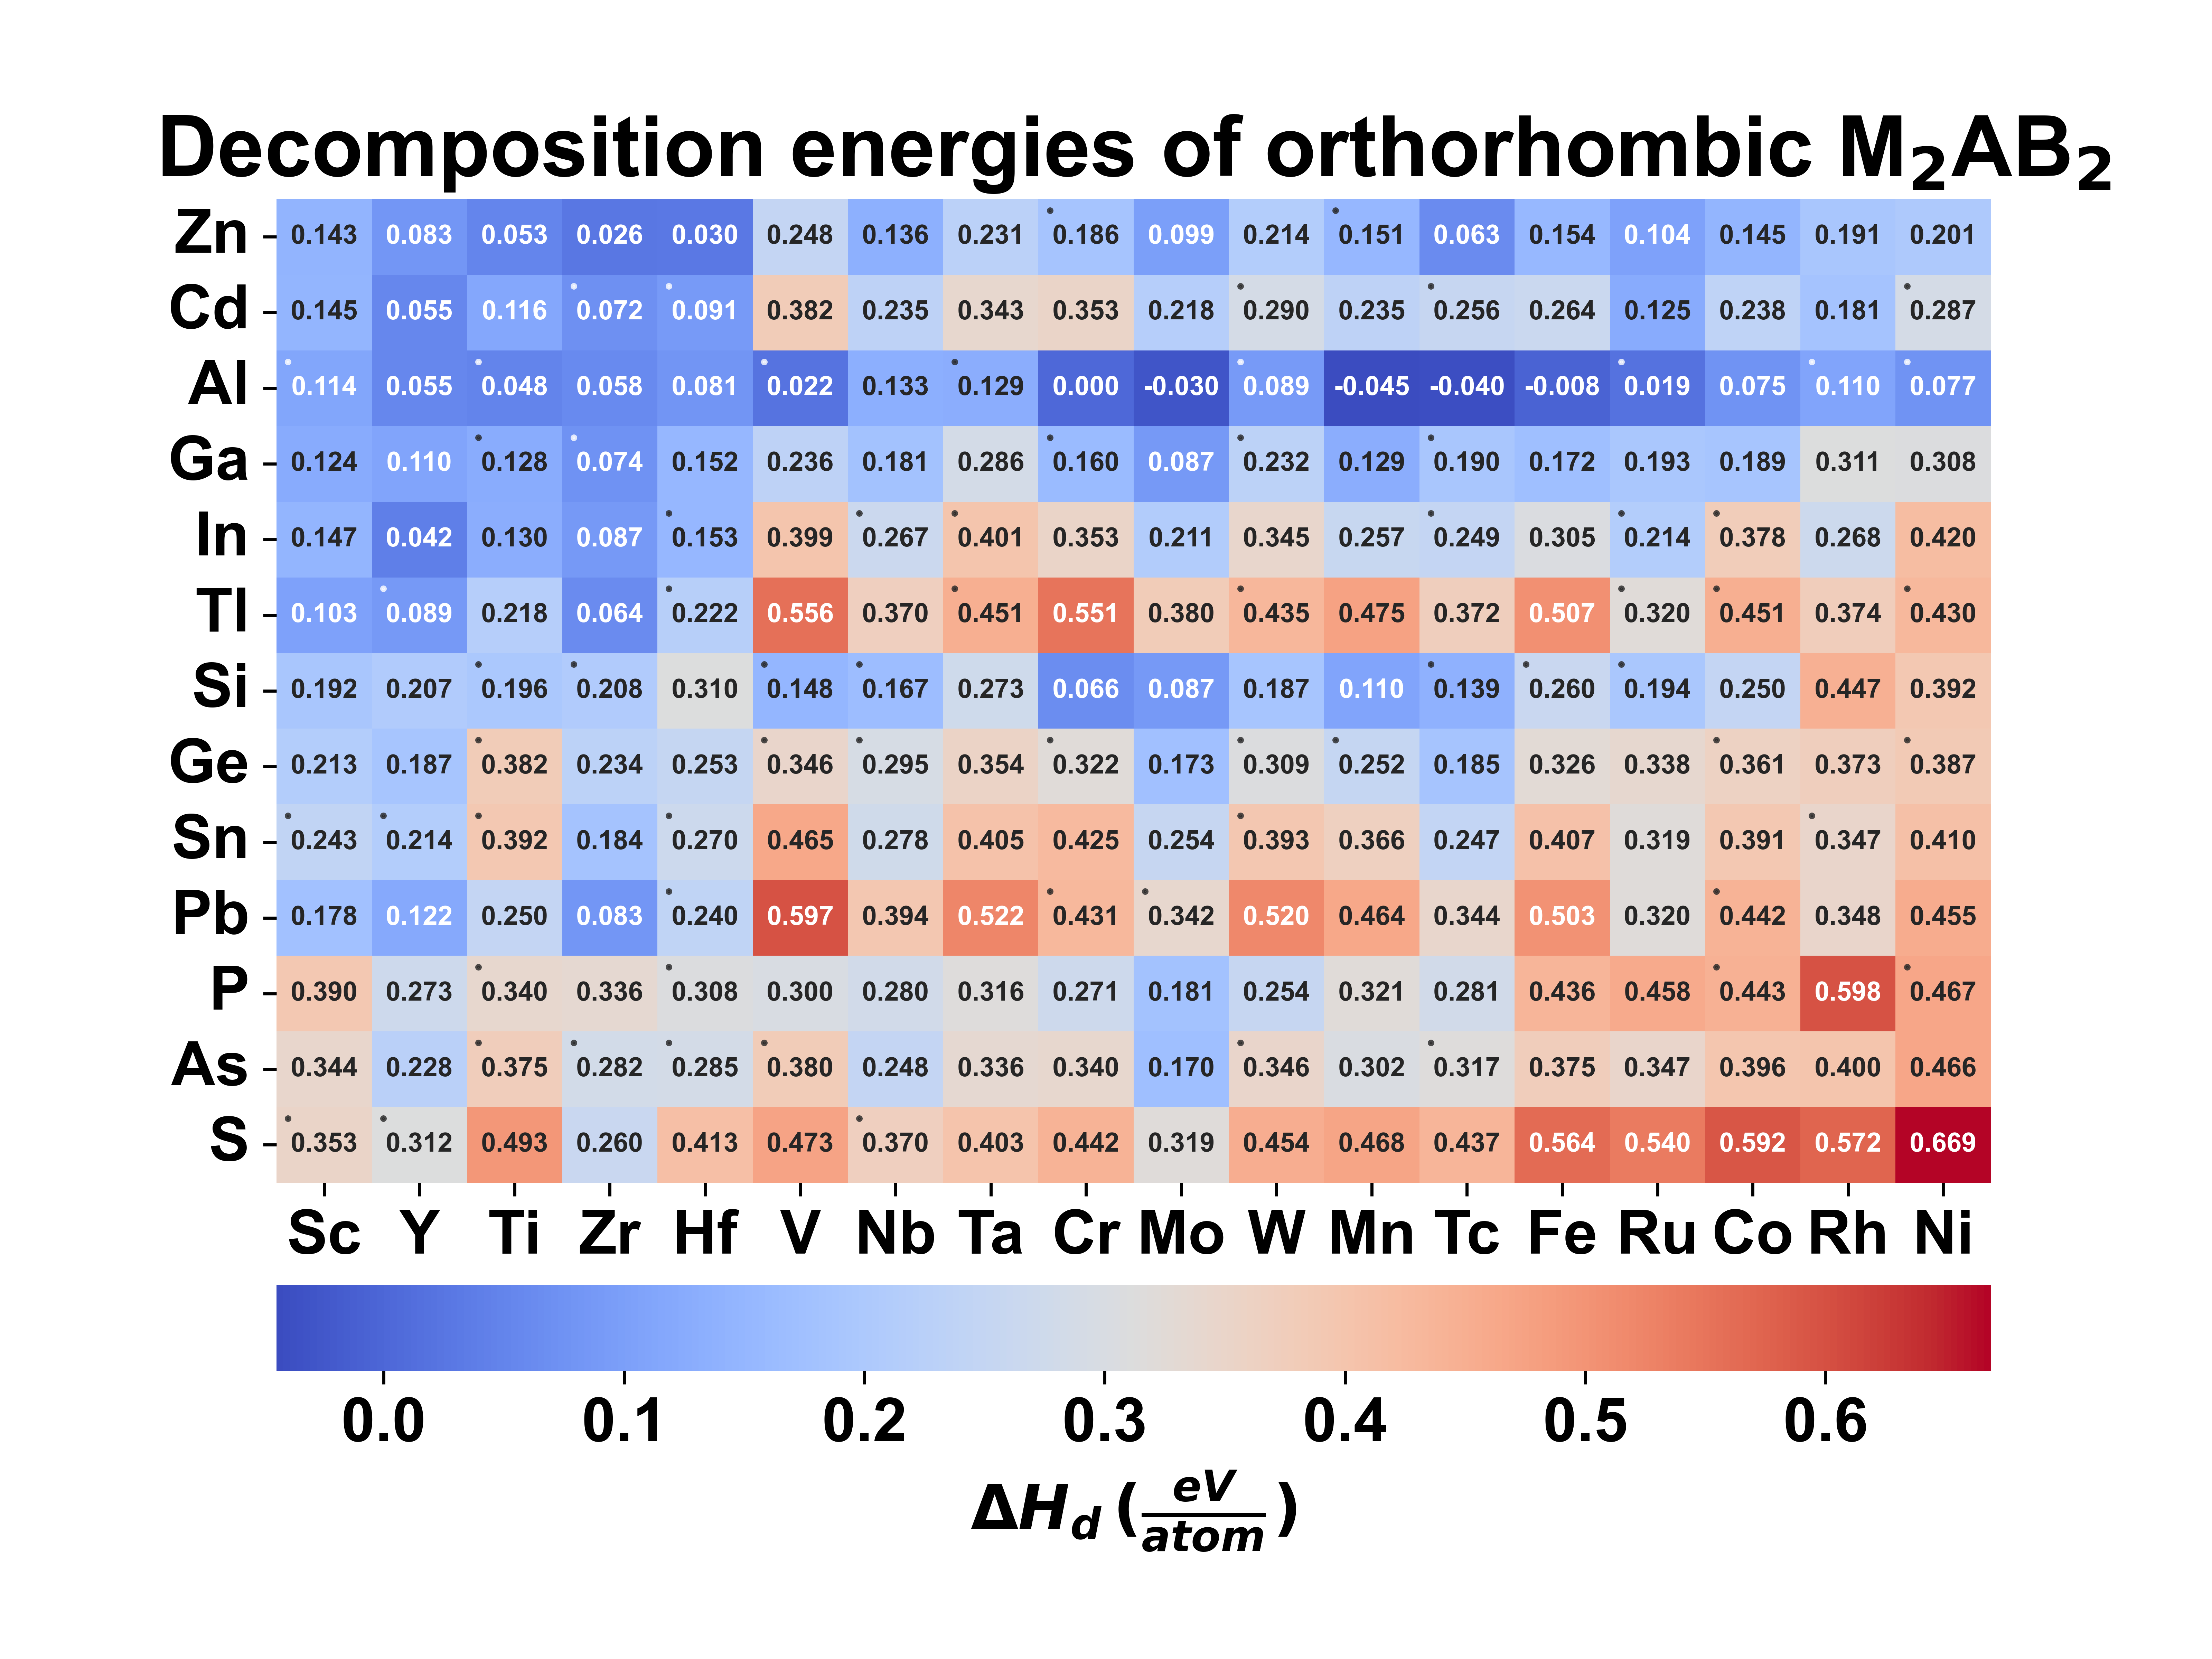 Decomposition energies of orthorhombic M₂AB₂
Zn 0.143 0.083 0.053 0.026 0.030 0.248 0.136 0.231 0.186 0.099 0.214 0.151 0.063 0.154 0.104 0.145 0.191 0.201
Cd 0.145 0.055 0.116 0.072 0.091 0.382 0.235 0.343 0.353 0.218 0.290 0.235 0.256 0.264 0.125 0.238 0.181 0.287
Al 0.114 0.055 0.048 0.058 0.081 0.022 0.133 0.129 0.000 -0.030 0.089 -0.045 -0.040 -0.008 0.019 0.075 0.110 0.077
Ga 0.124 0.110 0.128 0.074 0.152 0.236 0.181 0.286 0.160 0.087 0.232 0.129 0.190 0.172 0.193 0.189 0.311 0.308
In 0.147 0.042 0.130 0.087 0.153 0.399 0.267 0.401 0.353 0.211 0.345 0.257 0.249 0.305 0.214 0.378 0.268 0.420
Tl 0.103 0.089 0.218 0.064 0.222 0.556 0.370 0.451 0.551 0.380 0.435 0.475 0.372 0.507 0.320 0.451 0.374 0.430
Si 0.192 0.207 0.196 0.208 0.310 0.148 0.167 0.273 0.066 0.087 0.187 0.110 0.139 0.260 0.194 0.250 0.447 0.392
Ge 0.213 0.187 0.382 0.234 0.253 0.346 0.295 0.354 0.322 0.173 0.309 0.252 0.185 0.326 0.338 0.361 0.373 0.387
Sn 0.243 0.214 0.392 0.184 0.270 0.465 0.278 0.405 0.425 0.254 0.393 0.366 0.247 0.407 0.319 0.391 0.347 0.410
Pb 0.178 0.122 0.250 0.083 0.240 0.597 0.394 0.522 0.431 0.342 0.520 0.464 0.344 0.503 0.320 0.442 0.348 0.455
P 0.390 0.273 0.340 0.336 0.308 0.300 0.280 0.316 0.271 0.181 0.254 0.321 0.281 0.436 0.458 0.443 0.598 0.467
As 0.344 0.228 0.375 0.282 0.285 0.380 0.248 0.336 0.340 0.170 0.346 0.302 0.317 0.375 0.347 0.396 0.400 0.466
S 0.353 0.312 0.493 0.260 0.413 0.473 0.370 0.403 0.442 0.319 0.454 0.468 0.437 0.564 0.540 0.592 0.572 0.669
Sc Y Ti Zr Hf V Nb Ta Cr Mo W Mn Tc Fe Ru Co Rh Ni
0.0 0.1 0.2 0.3 0.4 0.5 0.6
ΔH_d (eV/atom)